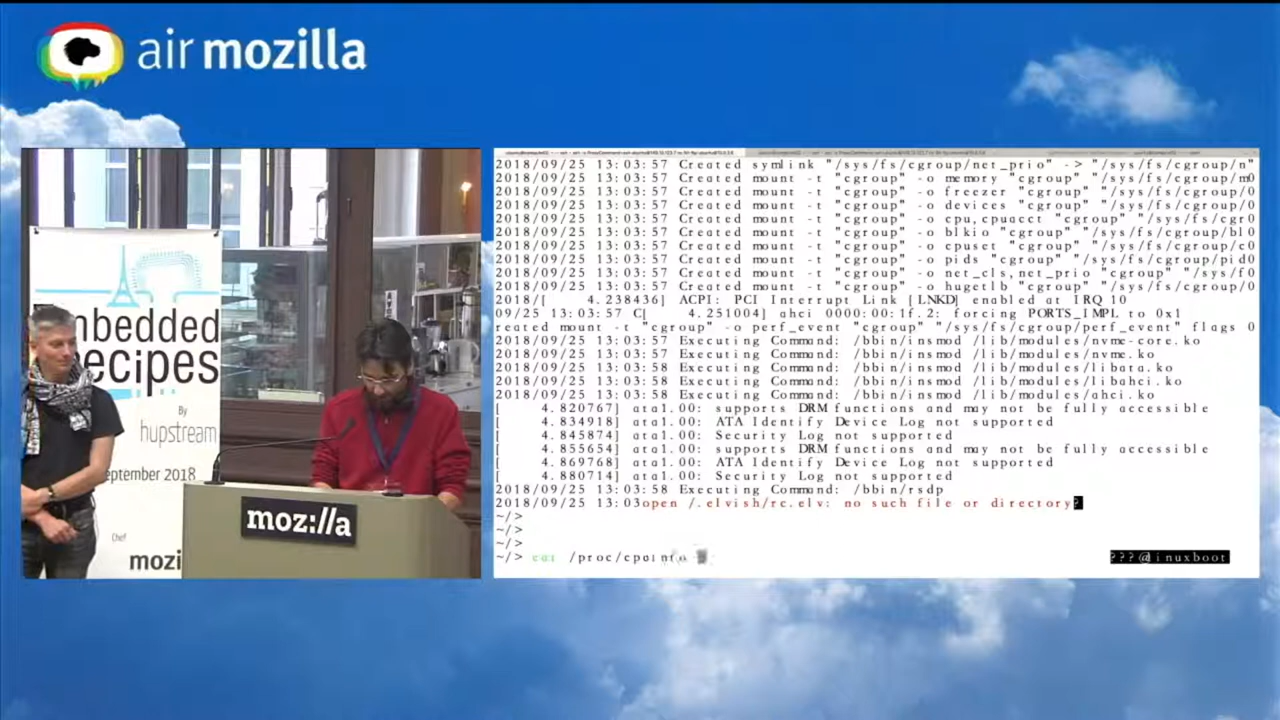 air mozilla
Embedded
Recipes
By
hupstream
eptember 2018
Chef
mozi
moz://a
2018/09/25 13:03:57 Created symlink "/sys/fs/cgroup/net_prio" -> "/sys/fs/cgroup/n"
2018/09/25 13:03:57 Created mount -t "cgroup" -o memory "cgroup" "/sys/fs/cgroup/m0
2018/09/25 13:03:57 Created mount -t "cgroup" -o freezer "cgroup" "/sys/fs/cgroup/0
2018/09/25 13:03:57 Created mount -t "cgroup" -o devices "cgroup" "/sys/fs/cgroup/0
2018/09/25 13:03:57 Created mount -t "cgroup" -o cpu,cpuacct "cgroup" "/sys/fs/cgr0
2018/09/25 13:03:57 Created mount -t "cgroup" -o blkio "cgroup" "/sys/fs/cgroup/bl0
2018/09/25 13:03:57 Created mount -t "cgroup" -o cpuset "cgroup" "/sys/fs/cgroup/c0
2018/09/25 13:03:57 Created mount -t "cgroup" -o pids "cgroup" "/sys/fs/cgroup/pid0
2018/09/25 13:03:57 Created mount -t "cgroup" -o net_cls,net_prio "cgroup" "/sys/f0
2018/09/25 13:03:57 Created mount -t "cgroup" -o hugetlb "cgroup" "/sys/fs/cgroup/0
2018/[ 4.238436] ACPI: PCI Interrupt Link [LNKD] enabled at IRQ 10
09/25 13:03:57 C[ 4.251004] ahci 0000:00:1f.2: forcing PORTS_IMPL to 0x1
reated mount -t "cgroup" -o perf_event "cgroup" "/sys/fs/cgroup/perf_event" flags 0
2018/09/25 13:03:57 Executing Command: /bbin/insmod /lib/modules/nvme-core.ko
2018/09/25 13:03:57 Executing Command: /bbin/insmod /lib/modules/nvme.ko
2018/09/25 13:03:58 Executing Command: /bbin/insmod /lib/modules/libata.ko
2018/09/25 13:03:58 Executing Command: /bbin/insmod /lib/modules/libahci.ko
2018/09/25 13:03:58 Executing Command: /bbin/insmod /lib/modules/ahci.ko
[ 4.820767] ata1.00: supports DRM functions and may not be fully accessible
[ 4.834918] ata1.00: ATA Identify Device Log not supported
[ 4.845874] ata1.00: Security Log not supported
[ 4.855654] ata1.00: supports DRM functions and may not be fully accessible
[ 4.869768] ata1.00: ATA Identify Device Log not supported
[ 4.880714] ata1.00: Security Log not supported
2018/09/25 13:03:58 Executing Command: /bbin/rsdp
2018/09/25 13:03open /.elvish/rc.elv: no such file or directory?
~/>
~/>
~/>
~/> cat
???@linuxboot